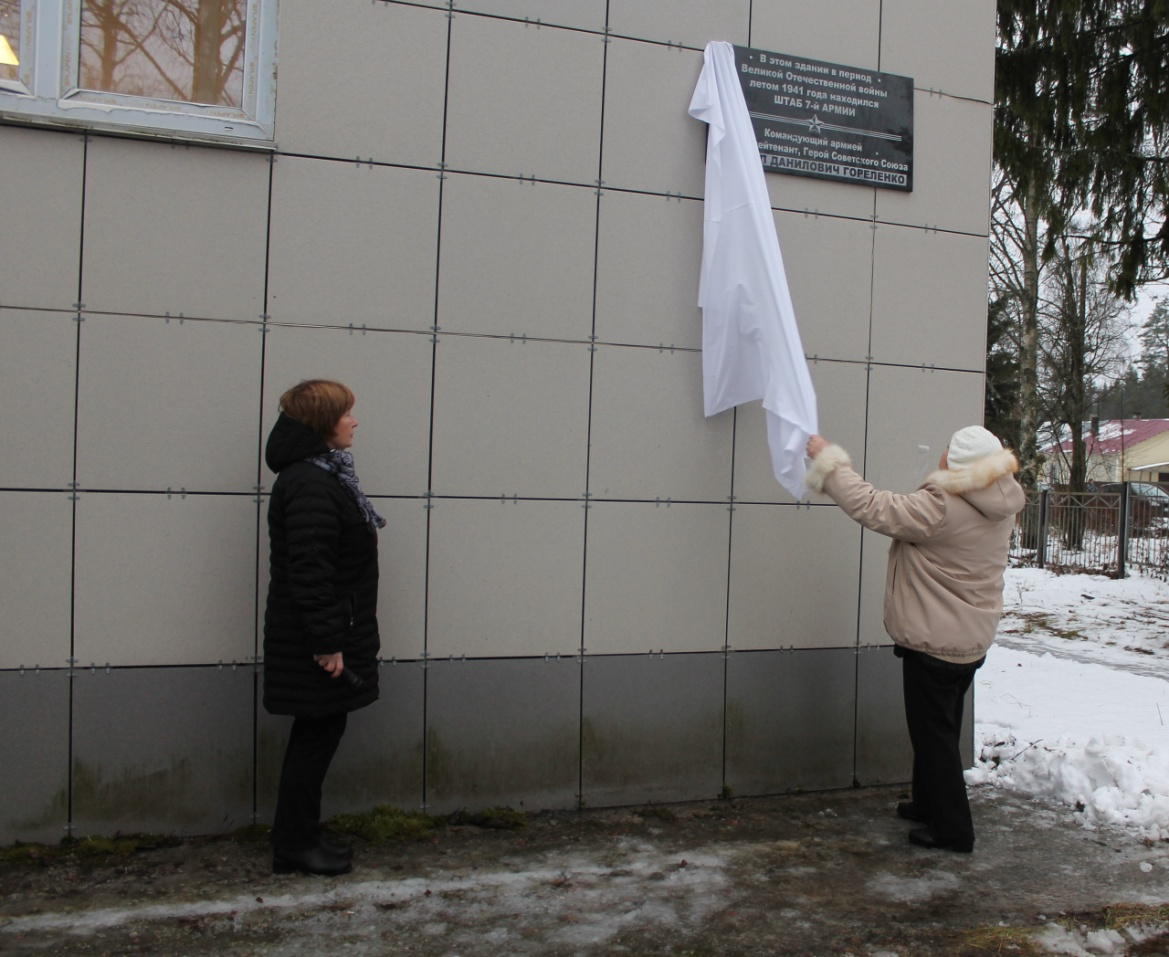 В этом здании в период
Великой Отечественной войны
летом 1941 года находился
ШТАБ 7-й АРМИИ
Командующий армией
ейтенант, Герой Советского Союза
Л ДАНИЛОВИЧ ГОРЕЛЕНКО